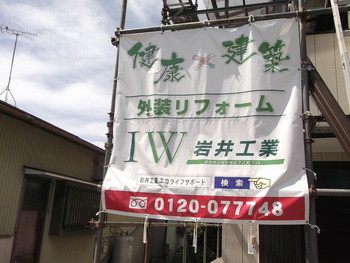 健康 建築
外装リフォーム
IW 岩井工業
岩井工業 エコライフサポート 検索
0120-077748